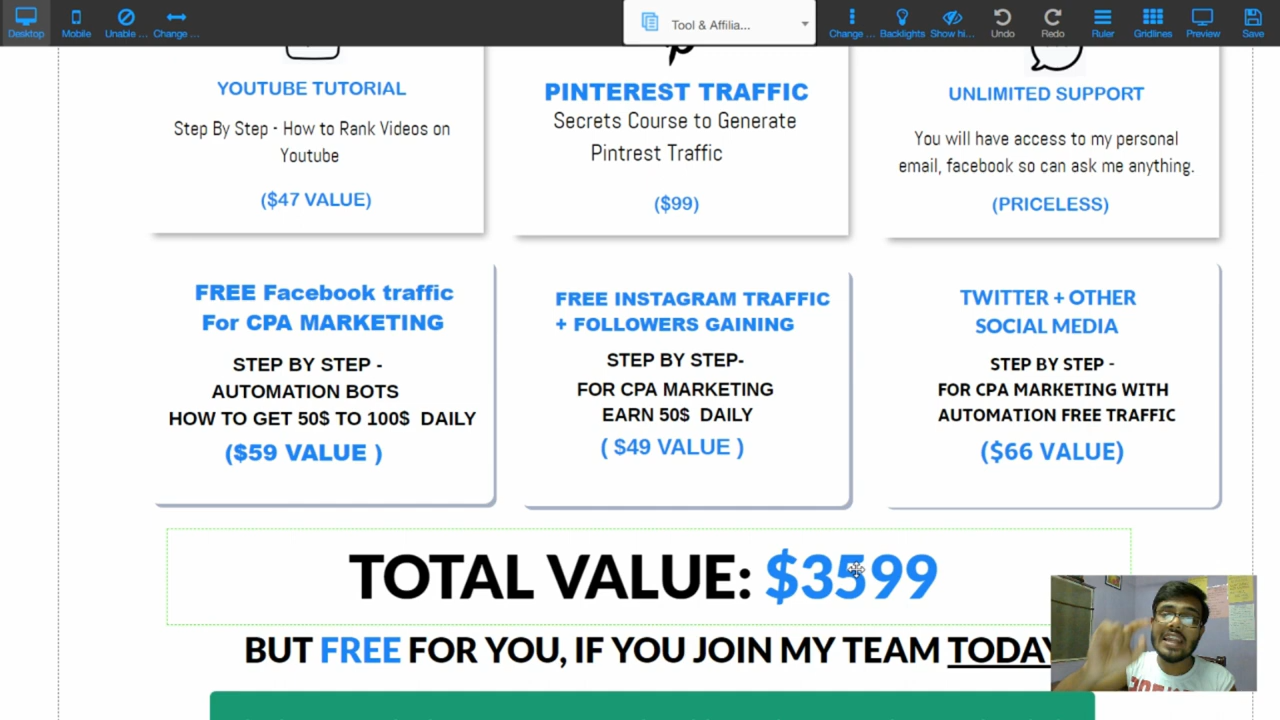 Desktop
Mobile
Unable ...
Change ...
Tool & Affilia...
Change ...
Backlights
Show hi...
Undo
Redo
Ruler
Gridlines
Preview
Save
YOUTUBE TUTORIAL
Step By Step - How to Rank Videos on
Youtube
($47 VALUE)
PINTEREST TRAFFIC
Secrets Course to Generate
Pintrest Traffic
($99)
UNLIMITED SUPPORT
You will have access to my personal
email, facebook so can ask me anything.
(PRICELESS)
FREE Facebook traffic
For CPA MARKETING
STEP BY STEP -
AUTOMATION BOTS
HOW TO GET 50$ TO 100$ DAILY
($59 VALUE )
FREE INSTAGRAM TRAFFIC
+ FOLLOWERS GAINING
STEP BY STEP-
FOR CPA MARKETING
EARN 50$ DAILY
( $49 VALUE )
TWITTER + OTHER
SOCIAL MEDIA
STEP BY STEP -
FOR CPA MARKETING WITH
AUTOMATION FREE TRAFFIC
($66 VALUE)
TOTAL VALUE: $3599
BUT FREE FOR YOU, IF YOU JOIN MY TEAM TODAY